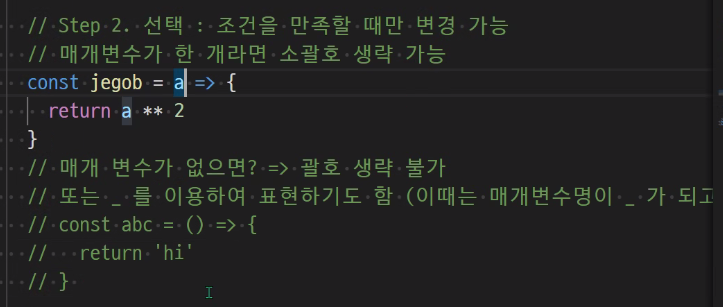 // Step 2. 선택 : 조건을 만족할 때만 변경 가능
// 매개변수가 한 개라면 소괄호 생략 가능
const jegob = a => {
  return a ** 2
}
// 매개 변수가 없으면? => 괄호 생략 불가
// 또는 _ 를 이용하여 표현하기도 함 (이때는 매개변수명이 _ 가 되고
// const abc = () => {
//   return 'hi'
// }